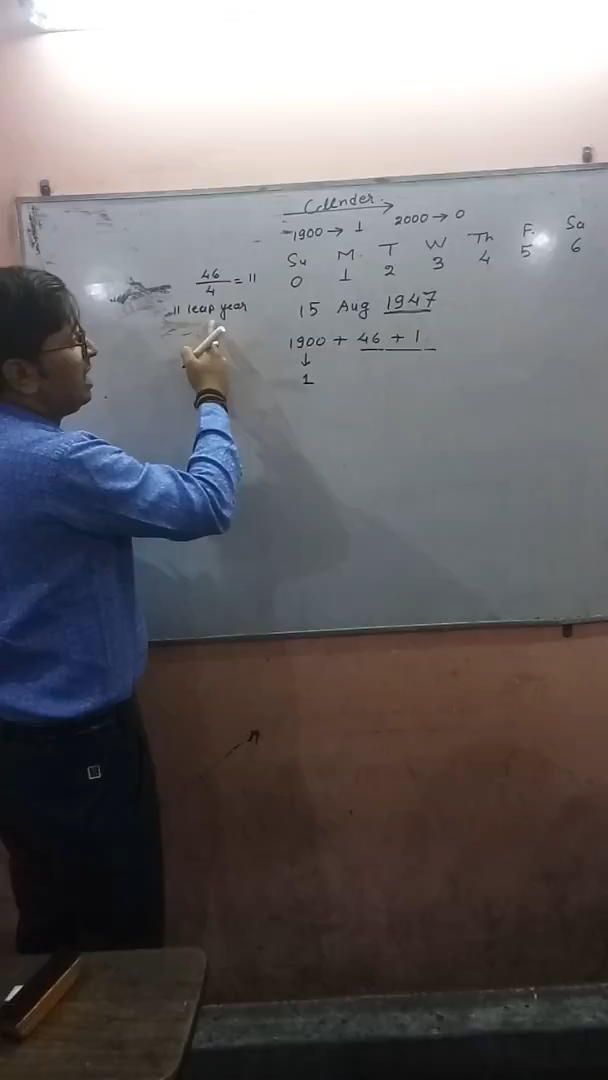 Calender.
1900 → 1 2000 → 0
Su M. T W Th F. Sa
0 1 2 3 4 5 6
46/4 = 11
11 leap year
15 Aug 1947
1900 + 46 + 1
↓
1